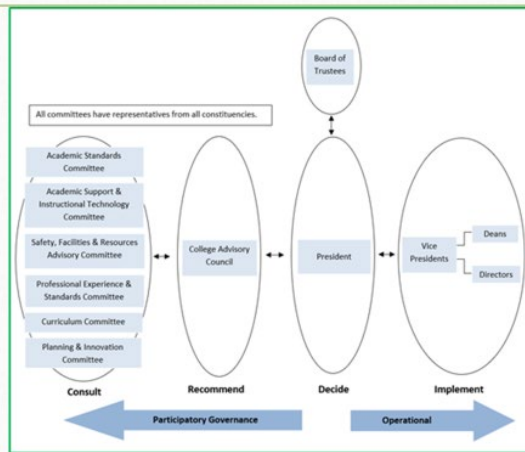 Board of
Trustees
All committees have representatives from all constituencies.
Academic Standards
Committee
Academic Support &
Instructional Technology
Committee
Safety, Facilities & Resources
Advisory Committee
Professional Experience &
Standards Committee
Curriculum Committee
Planning & Innovation
Committee
College Advisory
Council
President
Vice
Presidents
Deans
Directors
Consult
Recommend
Decide
Implement
Participatory Governance
Operational